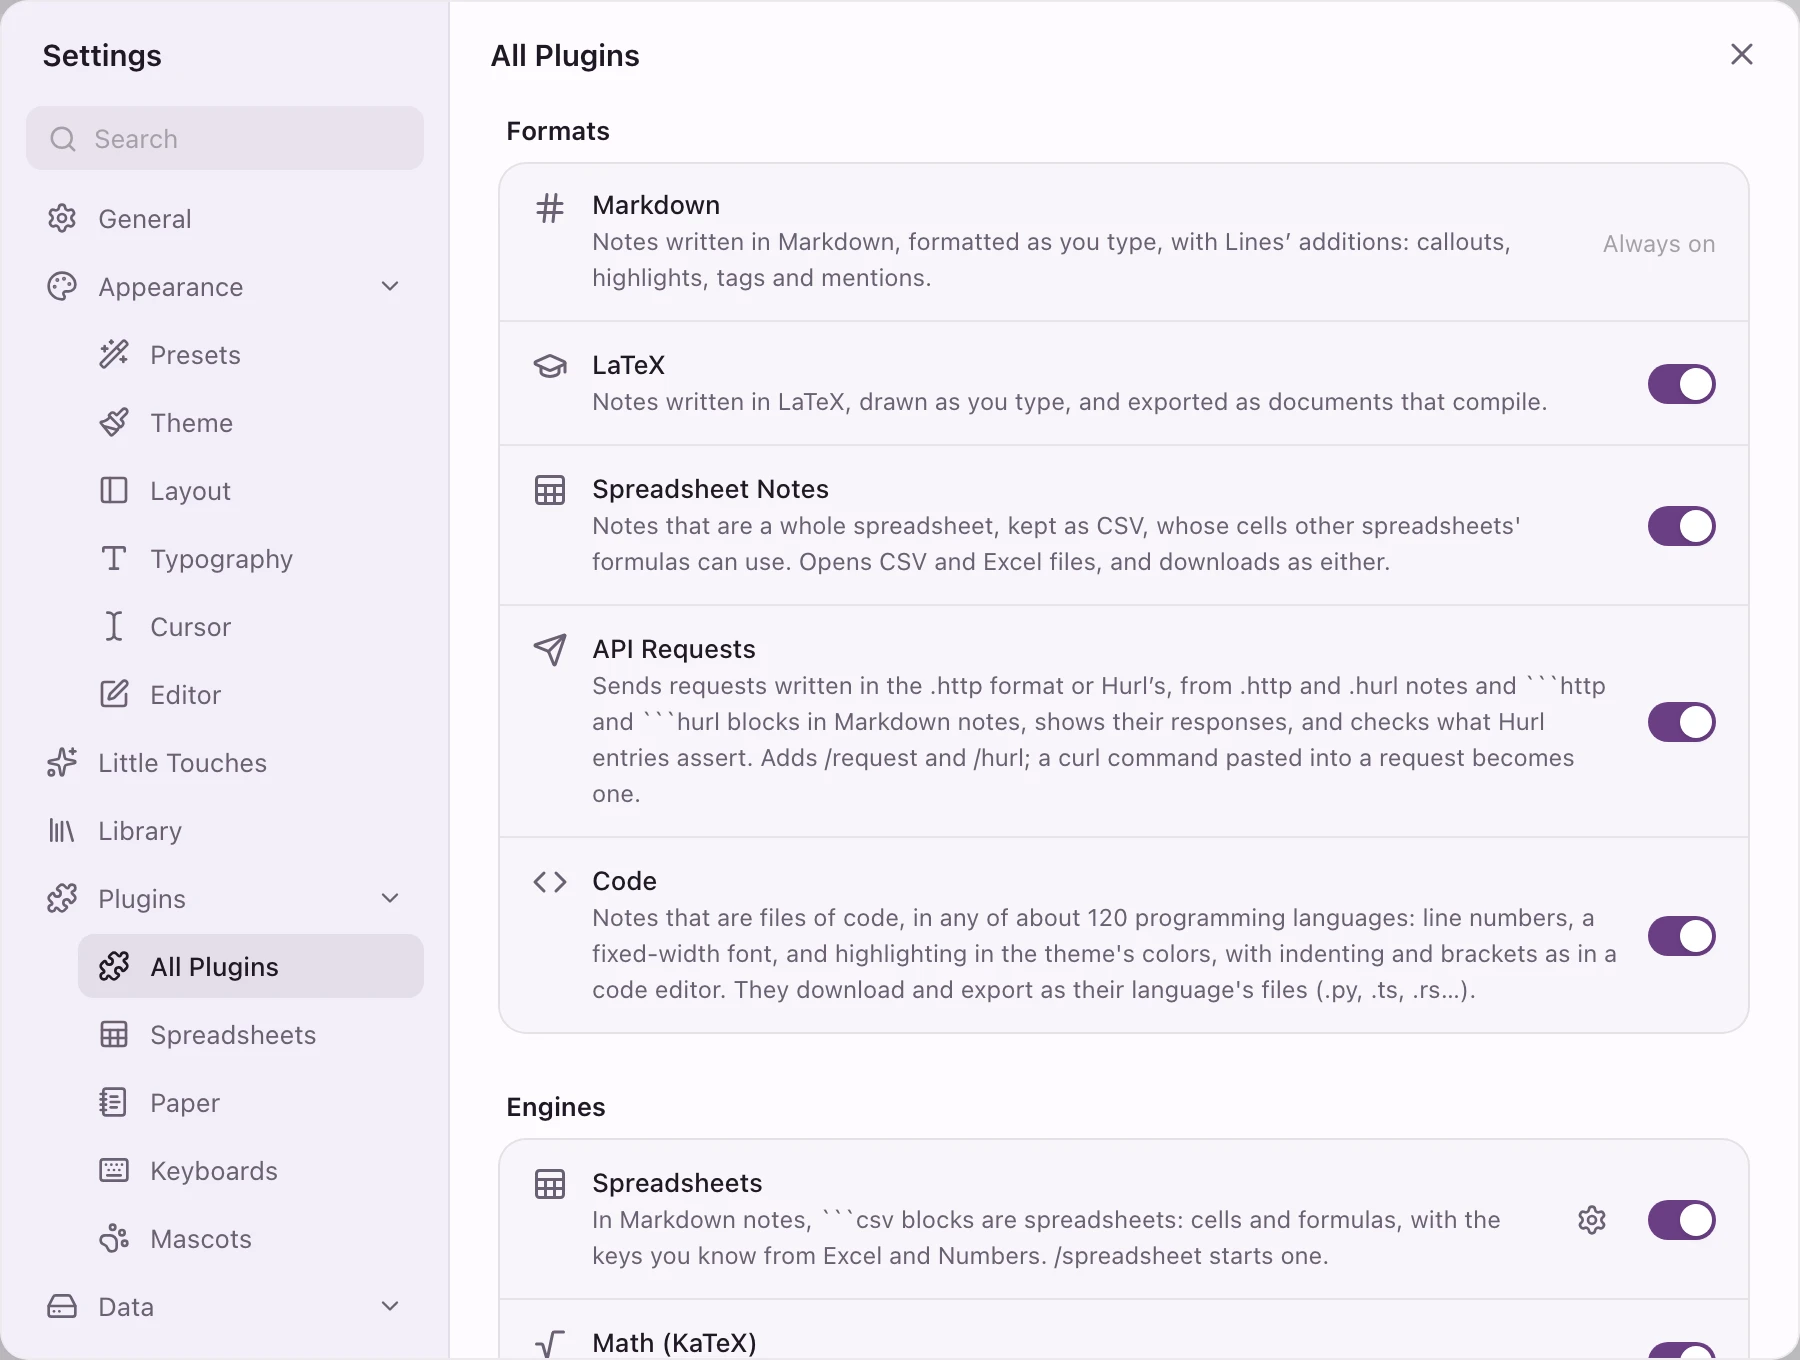 Settings
Search
General
Appearance
Presets
Theme
Layout
Typography
Cursor
Editor
Little Touches
Library
Plugins
All Plugins
Spreadsheets
Paper
Keyboards
Mascots
Data
All Plugins
Formats
Markdown
Notes written in Markdown, formatted as you type, with Lines’ additions: callouts,
highlights, tags and mentions.
Always on
LaTeX
Notes written in LaTeX, drawn as you type, and exported as documents that compile.
Spreadsheet Notes
Notes that are a whole spreadsheet, kept as CSV, whose cells other spreadsheets'
formulas can use. Opens CSV and Excel files, and downloads as either.
API Requests
Sends requests written in the .http format or Hurl’s, from .http and .hurl notes and ```http
and ```hurl blocks in Markdown notes, shows their responses, and checks what Hurl
entries assert. Adds /request and /hurl; a curl command pasted into a request becomes
one.
Code
Notes that are files of code, in any of about 120 programming languages: line numbers, a
fixed-width font, and highlighting in the theme's colors, with indenting and brackets as in a
code editor. They download and export as their language's files (.py, .ts, .rs…).
Engines
Spreadsheets
In Markdown notes, ```csv blocks are spreadsheets: cells and formulas, with the
keys you know from Excel and Numbers. /spreadsheet starts one.
Math (KaTeX)